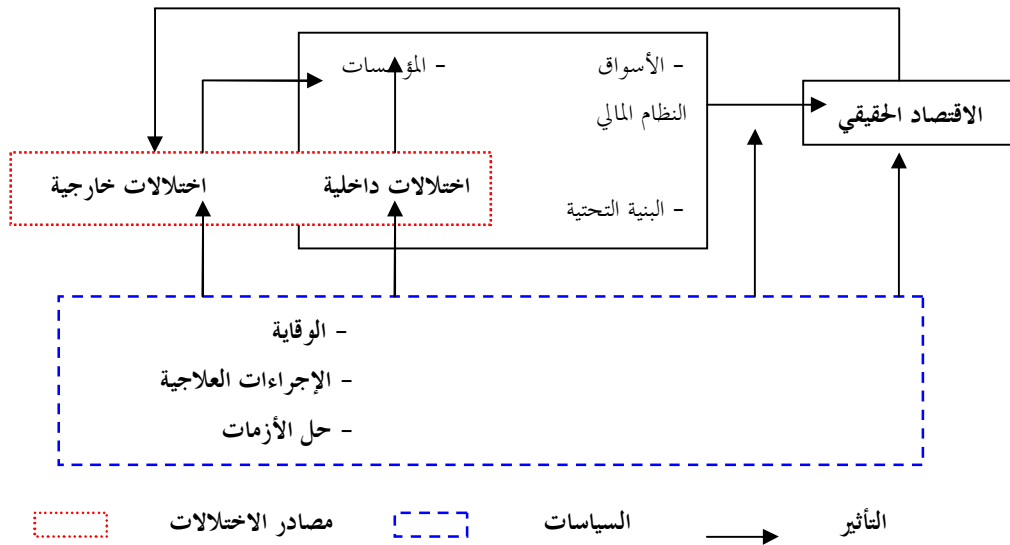 - الأسواق
- المؤسسات
النظام المالي
الاقتصاد الحقيقي
اختلالات داخلية
اختلالات خارجية
- البنية التحتية
- الوقاية
- الإجراءات العلاجية
- حل الأزمات
التأثير
السياسات
مصادر الاختلالات